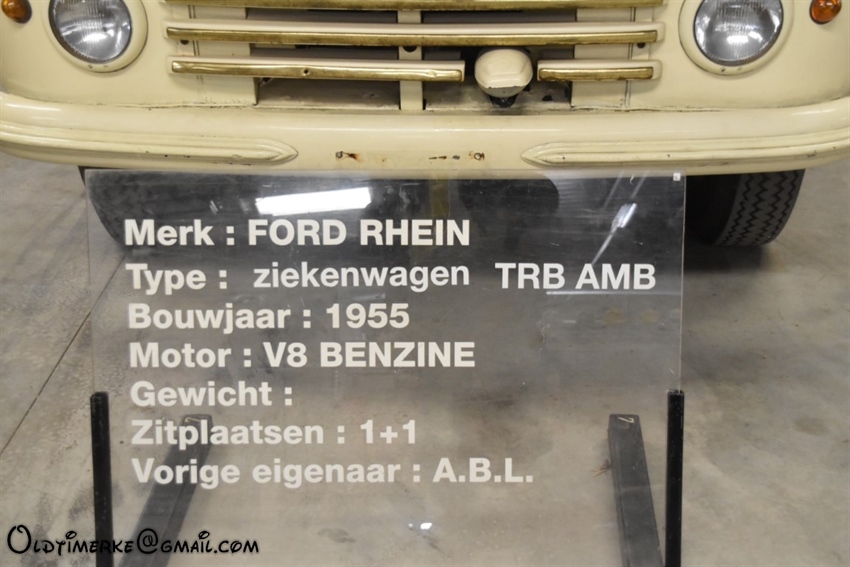 Merk : FORD RHEIN
Type : ziekenwagen TRB AMB
Bouwjaar : 1955
Motor : V8 BENZINE
Gewicht :
Zitplaatsen : 1+1
Vorige eigenaar : A.B.L.
Oldtimerke@gmail.com